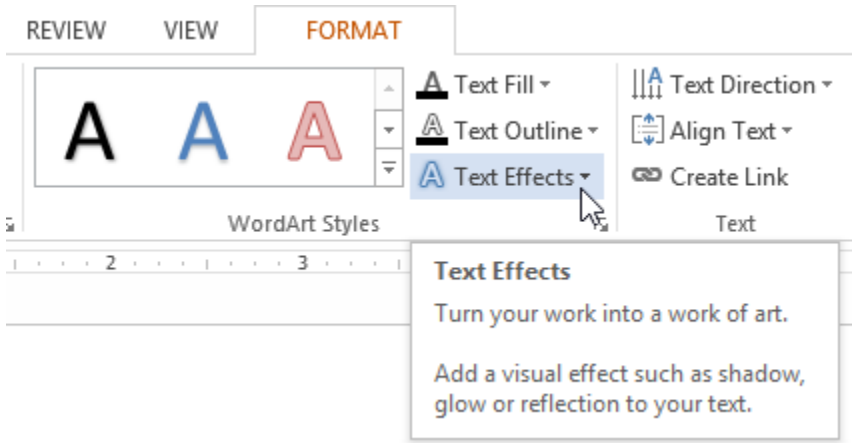 REVIEW VIEW FORMAT
A A A
Text Fill
Text Outline
Text Effects
WordArt Styles
Text Direction
Align Text
Create Link
Text
2 3
Text Effects
Turn your work into a work of art.
Add a visual effect such as shadow,
glow or reflection to your text.